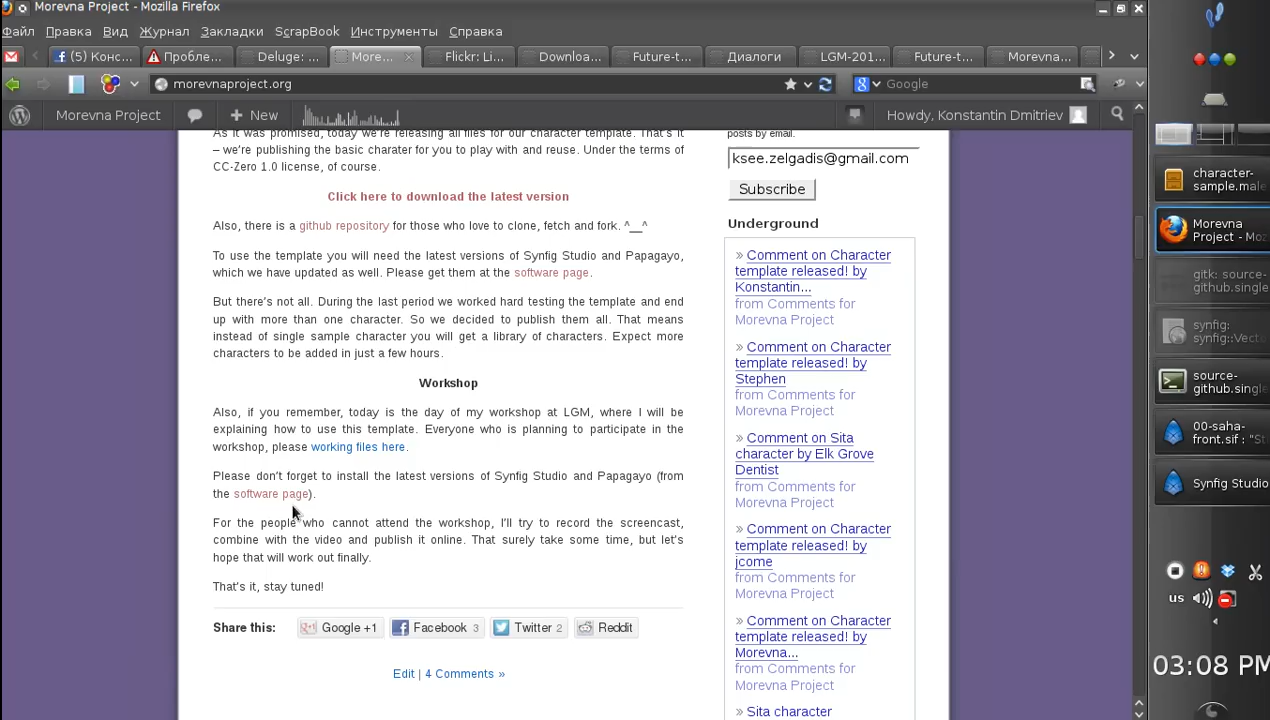 Morevna Project - Mozilla Firefox
Файл Правка Вид Журнал Закладки ScrapBook Инструменты Справка
(5) Конс... Пробле... Deluge: ... More... Flickr: Li... Downloa... Future-t... Диалоги LGM-201... Future-t... Morevna...
morevnaproject.org
Google
Morevna Project
New
Howdy, Konstantin Dmitriev
As it was promised, today we're releasing all files for our character template. That's it
– we're publishing the basic charater for you to play with and reuse. Under the terms of
CC-Zero 1.0 license, of course.
Click here to download the latest version
Also, there is a github repository for those who love to clone, fetch and fork. ^__^
To use the template you will need the latest versions of Synfig Studio and Papagayo,
which we have updated as well. Please get them at the software page.
But there's not all. During the last period we worked hard testing the template and end
up with more than one character. So we decided to publish them all. That means
instead of single sample character you will get a library of characters. Expect more
characters to be added in just a few hours.
Workshop
Also, if you remember, today is the day of my workshop at LGM, where I will be
explaining how to use this template. Everyone who is planning to participate in the
workshop, please working files here.
Please don't forget to install the latest versions of Synfig Studio and Papagayo (from
the software page).
For the people who cannot attend the workshop, I'll try to record the screencast,
combine with the video and publish it online. That surely take some time, but let's
hope that will work out finally.
That's it, stay tuned!
Share this: Google +1 Facebook 3 Twitter 2 Reddit
Edit | 4 Comments »
posts by email.
ksee.zelgadis@gmail.com
Subscribe
Underground
» Comment on Character
template released! by
Konstantin...
from Comments for
Morevna Project
» Comment on Character
template released! by
Stephen
from Comments for
Morevna Project
» Comment on Sita
character by Elk Grove
Dentist
from Comments for
Morevna Project
» Comment on Character
template released! by
jcome
from Comments for
Morevna Project
» Comment on Character
template released! by
Morevna...
from Comments for
Morevna Project
» Sita character
character-
sample.male
Morevna
Project - Moz
gitk: source-
github.single
synfig:
synfig::Vecto
source-
github.single
00-saha-
front.sif : "S
Synfig Studio
us
03:08 PM